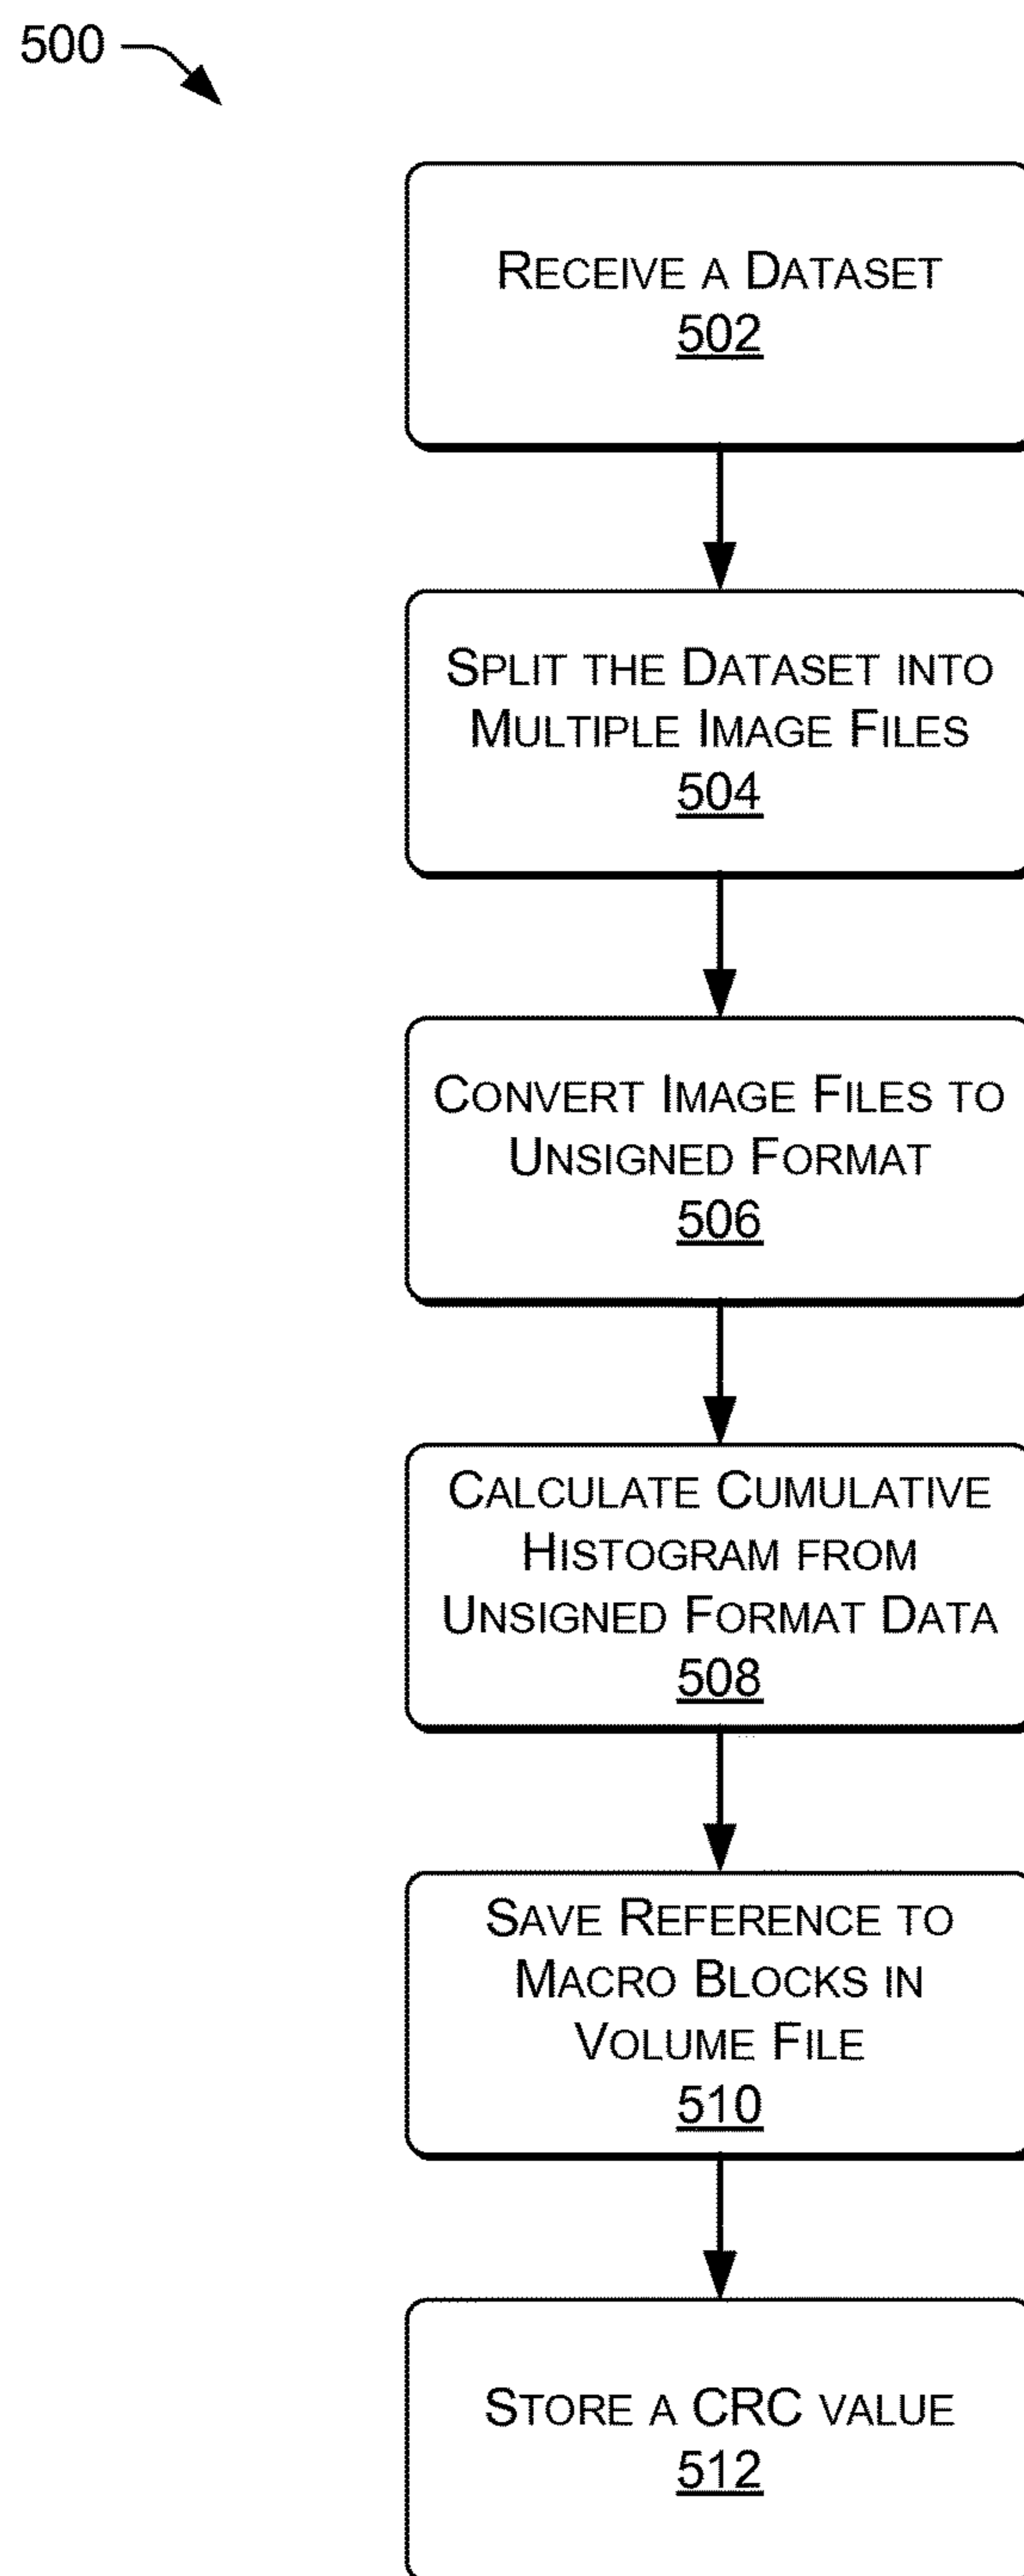 500
RECEIVE A DATASET
502
SPLIT THE DATASET INTO
MULTIPLE IMAGE FILES
504
CONVERT IMAGE FILES TO
UNSIGNED FORMAT
506
CALCULATE CUMULATIVE
HISTOGRAM FROM
UNSIGNED FORMAT DATA
508
SAVE REFERENCE TO
MACRO BLOCKS IN
VOLUME FILE
510
STORE A CRC VALUE
512